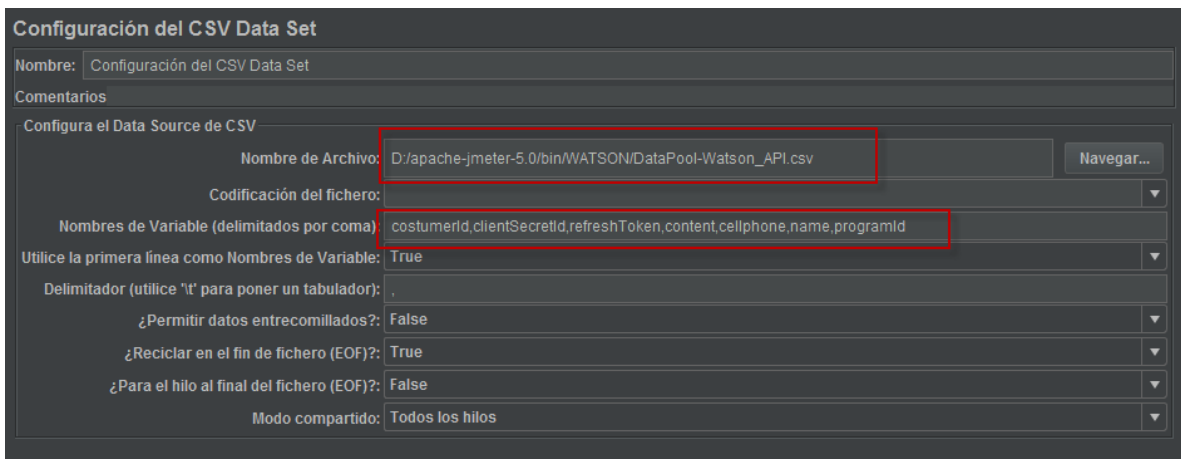 Configuración del CSV Data Set
Nombre: Configuración del CSV Data Set
Comentarios
Configura el Data Source de CSV
Nombre de Archivo: D:/apache-jmeter-5.0/bin/WATSON/DataPool-Watson_API.csv Navegar...
Codificación del fichero:
Nombres de Variable (delimitados por coma): costumerId,clientSecretId,refreshToken,content,cellphone,name,programId
Utilice la primera línea como Nombres de Variable: True
Delimitador (utilice '\t' para poner un tabulador): ,
¿Permitir datos entrecomillados?: False
¿Reciclar en el fin de fichero (EOF)?: True
¿Para el hilo al final del fichero (EOF)?: False
Modo compartido: Todos los hilos